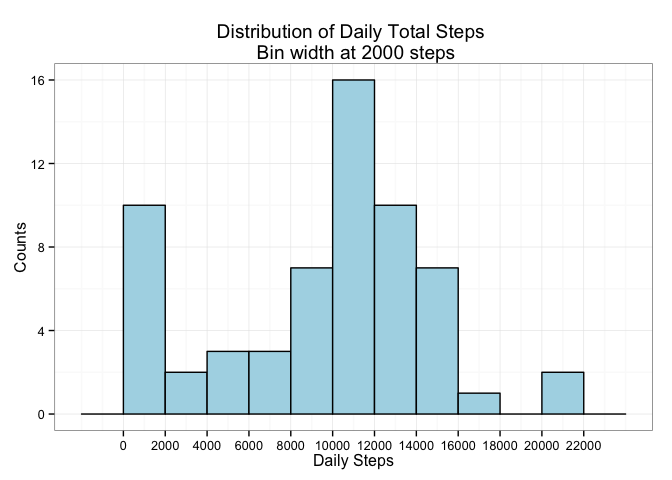 Distribution of Daily Total Steps
Bin width at 2000 steps
Counts
16
12
8
4
0
0 2000 4000 6000 8000 10000 12000 14000 16000 18000 20000 22000
Daily Steps